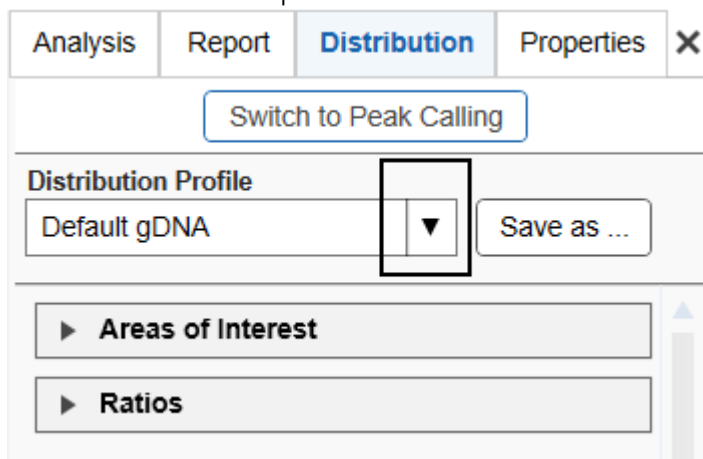 Analysis Report Distribution Properties
Switch to Peak Calling
Distribution Profile
Default gDNA Save as ...
Areas of Interest
Ratios